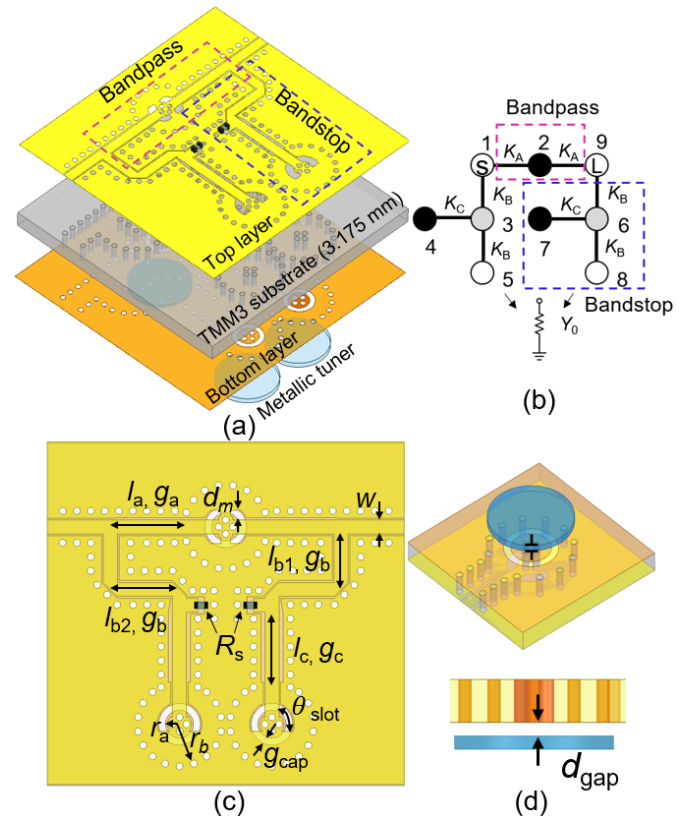 Bandpass
Bandstop
Top layer
TMM3 substrate (3.175 mm)
Bottom layer
Metallic tuner
(a)
Bandpass
1 2 9
K_A K_A
S L
K_B K_B
K_C K_C
3 6
4 7
K_B K_B
5 8
Bandstop
Y_0
(b)
l_a, g_a
d_m
w
l_b1, g_b
l_b2, g_b
R_s
l_c, g_c
θ_slot
r_a
r_b
g_cap
(c)
d_gap
(d)